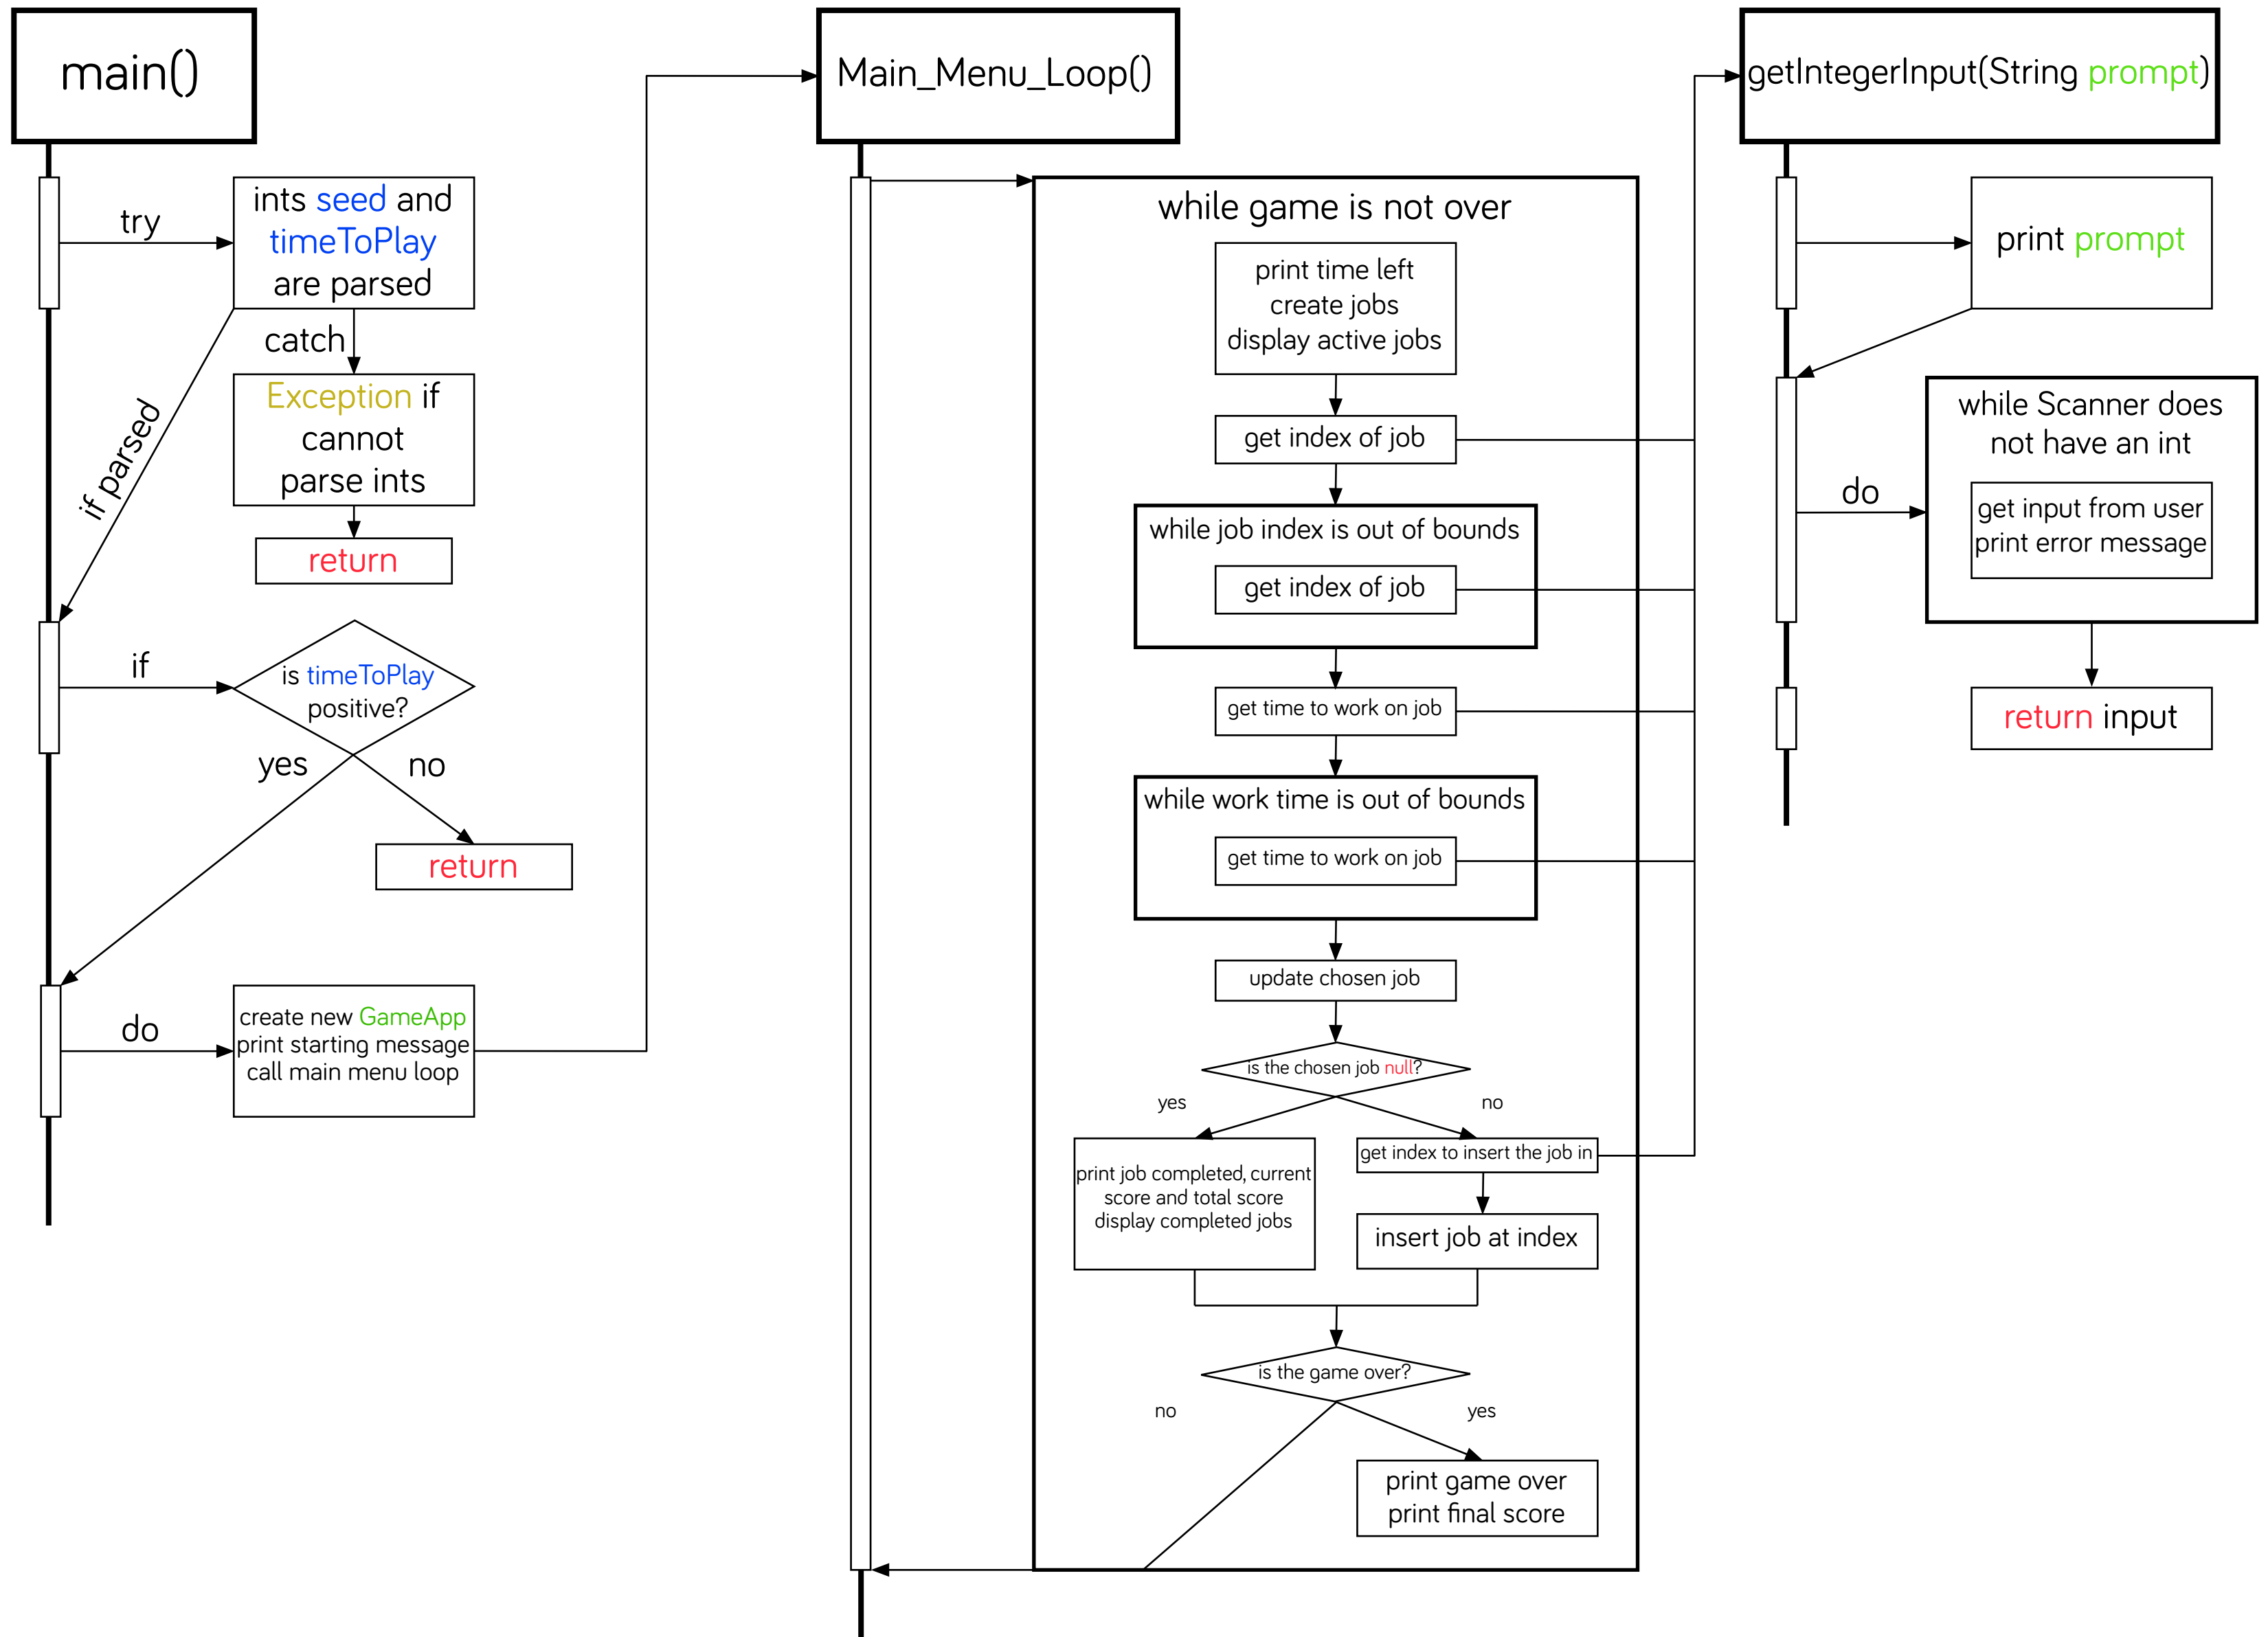 main()
try
ints seed and
timeToPlay
are parsed
catch
Exception if
cannot
parse ints
return
if parsed
if
is timeToPlay
positive?
yes
no
return
do
create new GameApp
print starting message
call main menu loop
Main_Menu_Loop()
while game is not over
print time left
create jobs
display active jobs
get index of job
while job index is out of bounds
get index of job
get time to work on job
while work time is out of bounds
get time to work on job
update chosen job
is the chosen job null?
yes
no
print job completed, current
score and total score
display completed jobs
get index to insert the job in
insert job at index
is the game over?
no
yes
print game over
print final score
getIntegerInput(String prompt)
print prompt
while Scanner does
not have an int
do
get input from user
print error message
return input